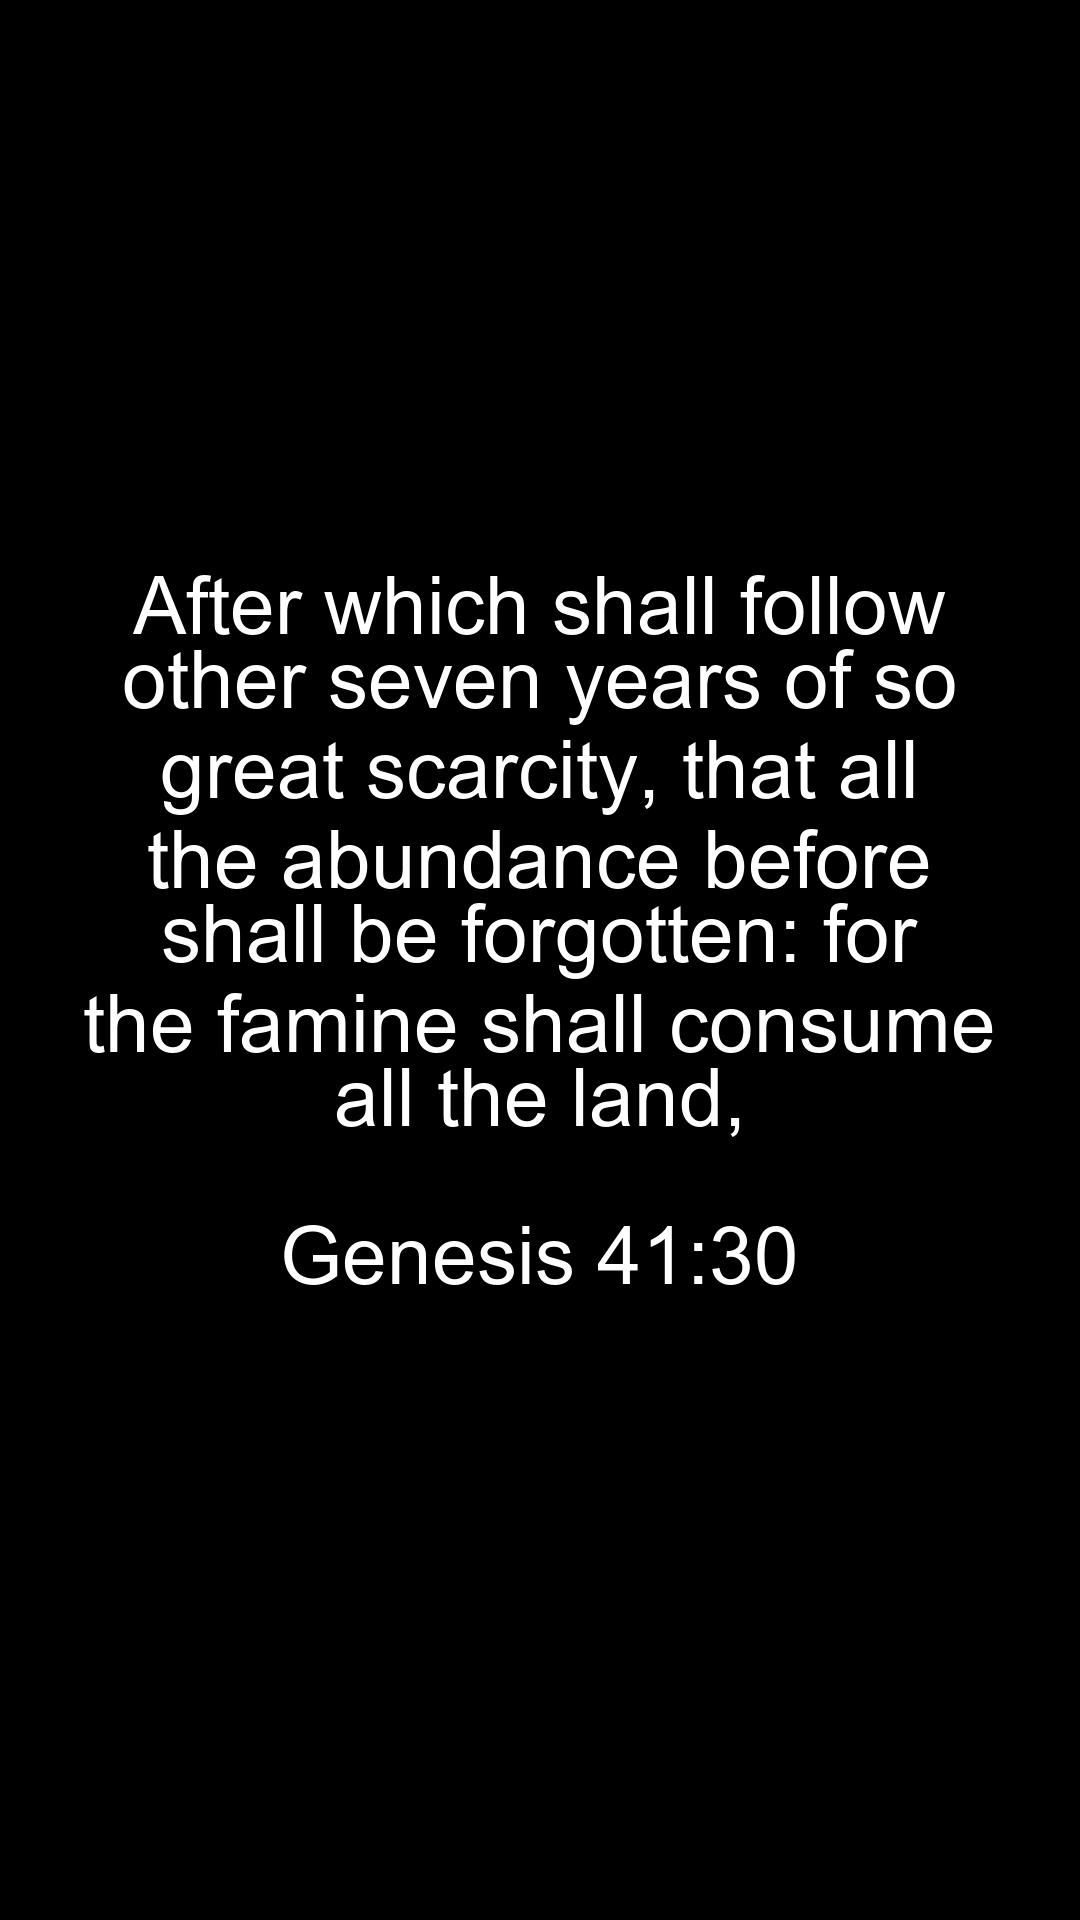 After which shall follow
other seven years of so
great scarcity, that all
the abundance before
shall be forgotten: for
the famine shall consume
all the land,
Genesis 41:30